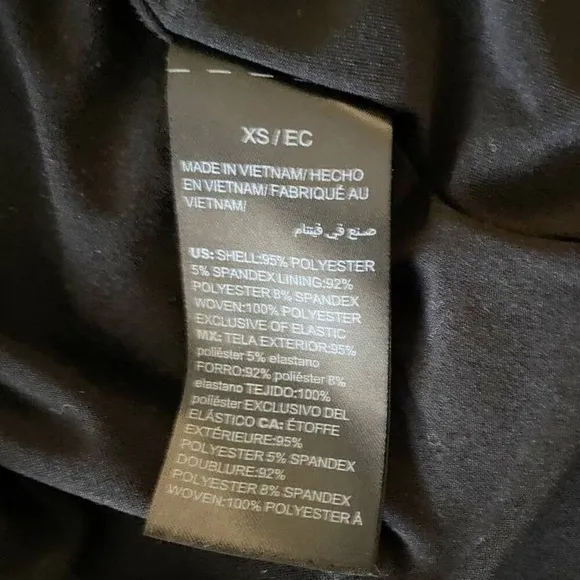 XS/EC
MADE IN VIETNAM/ HECHO
EN VIETNAM/ FABRIQUÉ AU
VIETNAM/
صنع في فيتنام
US: SHELL:95% POLYESTER
5% SPANDEX LINING:92%
POLYESTER 8% SPANDEX
WOVEN:100% POLYESTER
EXCLUSIVE OF ELASTIC
MX: TELA EXTERIOR:95%
poliéster 5% elastano
FORRO:92% poliéster 8%
elastano TEJIDO:100%
poliéster EXCLUSIVO DEL
ELÁSTICO CA: ÉTOFFE
EXTÉRIEURE:95%
POLYESTER 5% SPANDEX
DOUBLURE:92%
POLYESTER 8% SPANDEX
WOVEN:100% POLYESTER À